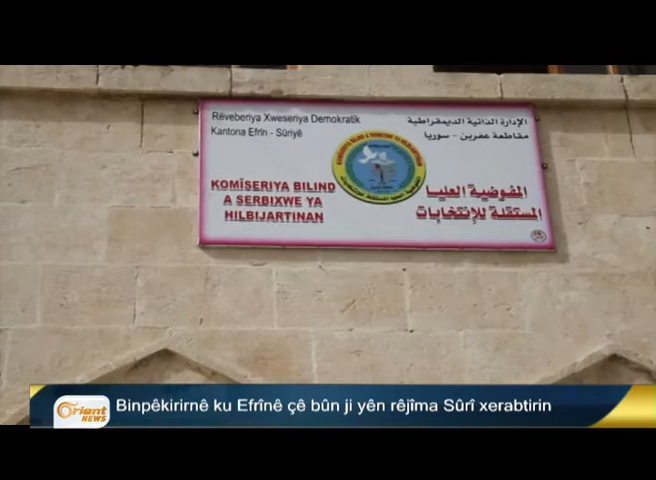 Rêveberiya Xweseriya Demokratik
Kantona Efrîn - Sûriyê
الإدارة الذاتية الديمقراطية
مقاطعة عفرين - سوريا
KOMÎSERIYA BILIND
A SERBIXWE YA
HILBIJARTINAN
المفوضية العليا
المستقلة للإنتخابات
Orient
NEWS
Binpêkirirnê ku Efrînê çê bûn ji yên rêjîma Sûrî xerabtirin